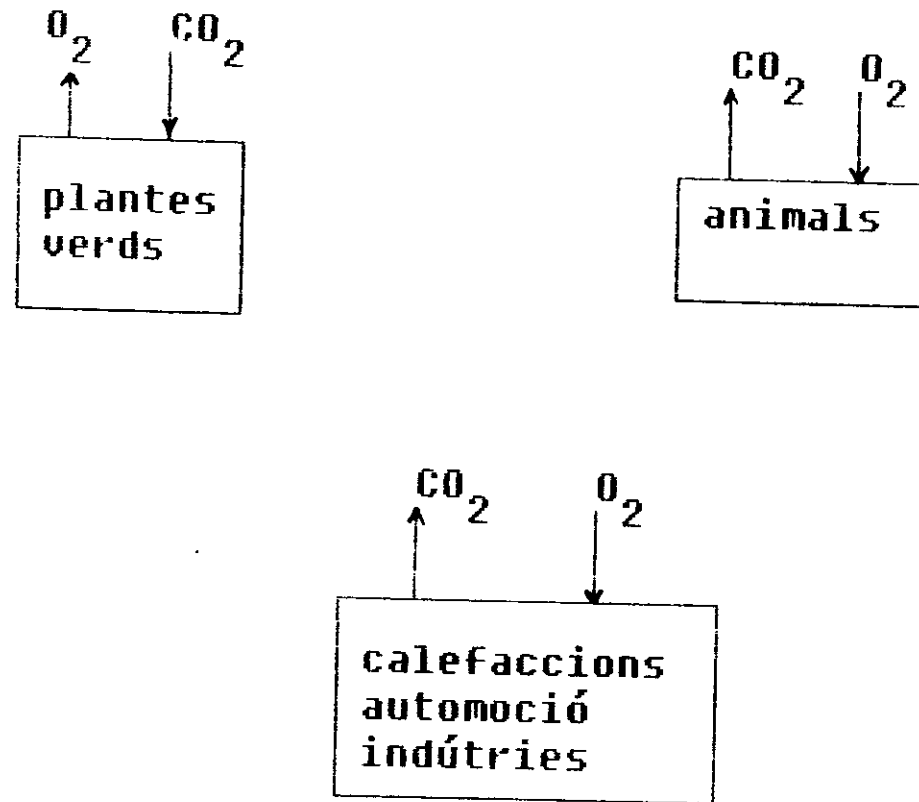 O2 CO2
plantes
verds
CO2 O2
animals
CO2 O2
calefaccions
automoció
indútries